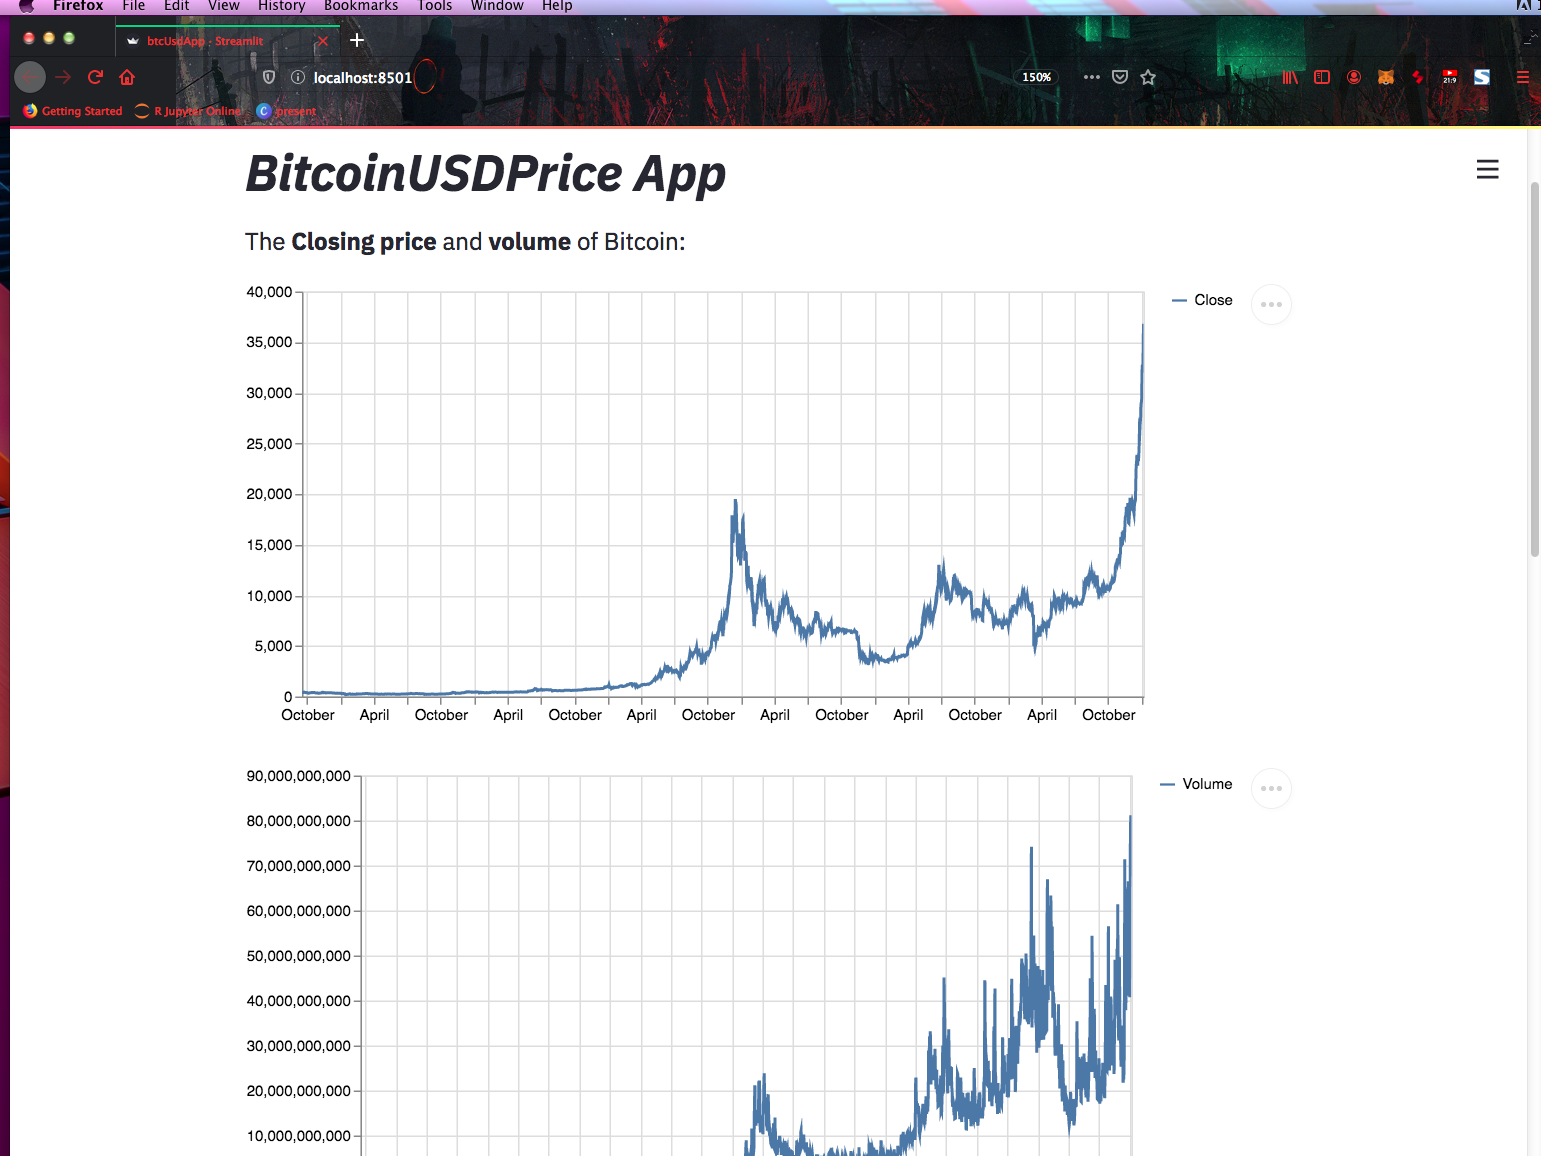 Firefox File Edit View History Bookmarks Tools Window Help
btcUsdApp · Streamlit
localhost:8501 150% 21:9 S
Getting Started R Jupyter Online C present
BitcoinUSDPrice App
The Closing price and volume of Bitcoin:
Close
40,000
35,000
30,000
25,000
20,000
15,000
10,000
5,000
0
October April October April October April October April October April October April October
Volume
90,000,000,000
80,000,000,000
70,000,000,000
60,000,000,000
50,000,000,000
40,000,000,000
30,000,000,000
20,000,000,000
10,000,000,000